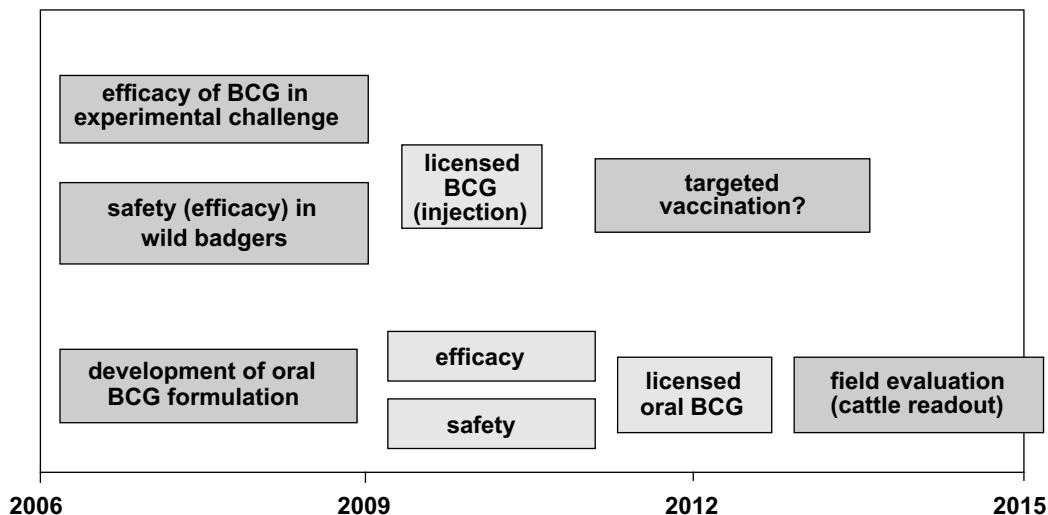 efficacy of BCG in
experimental challenge
safety (efficacy) in
wild badgers
licensed
BCG
(injection)
targeted
vaccination?
development of oral
BCG formulation
efficacy
safety
licensed
oral BCG
field evaluation
(cattle readout)
2006
2009
2012
2015